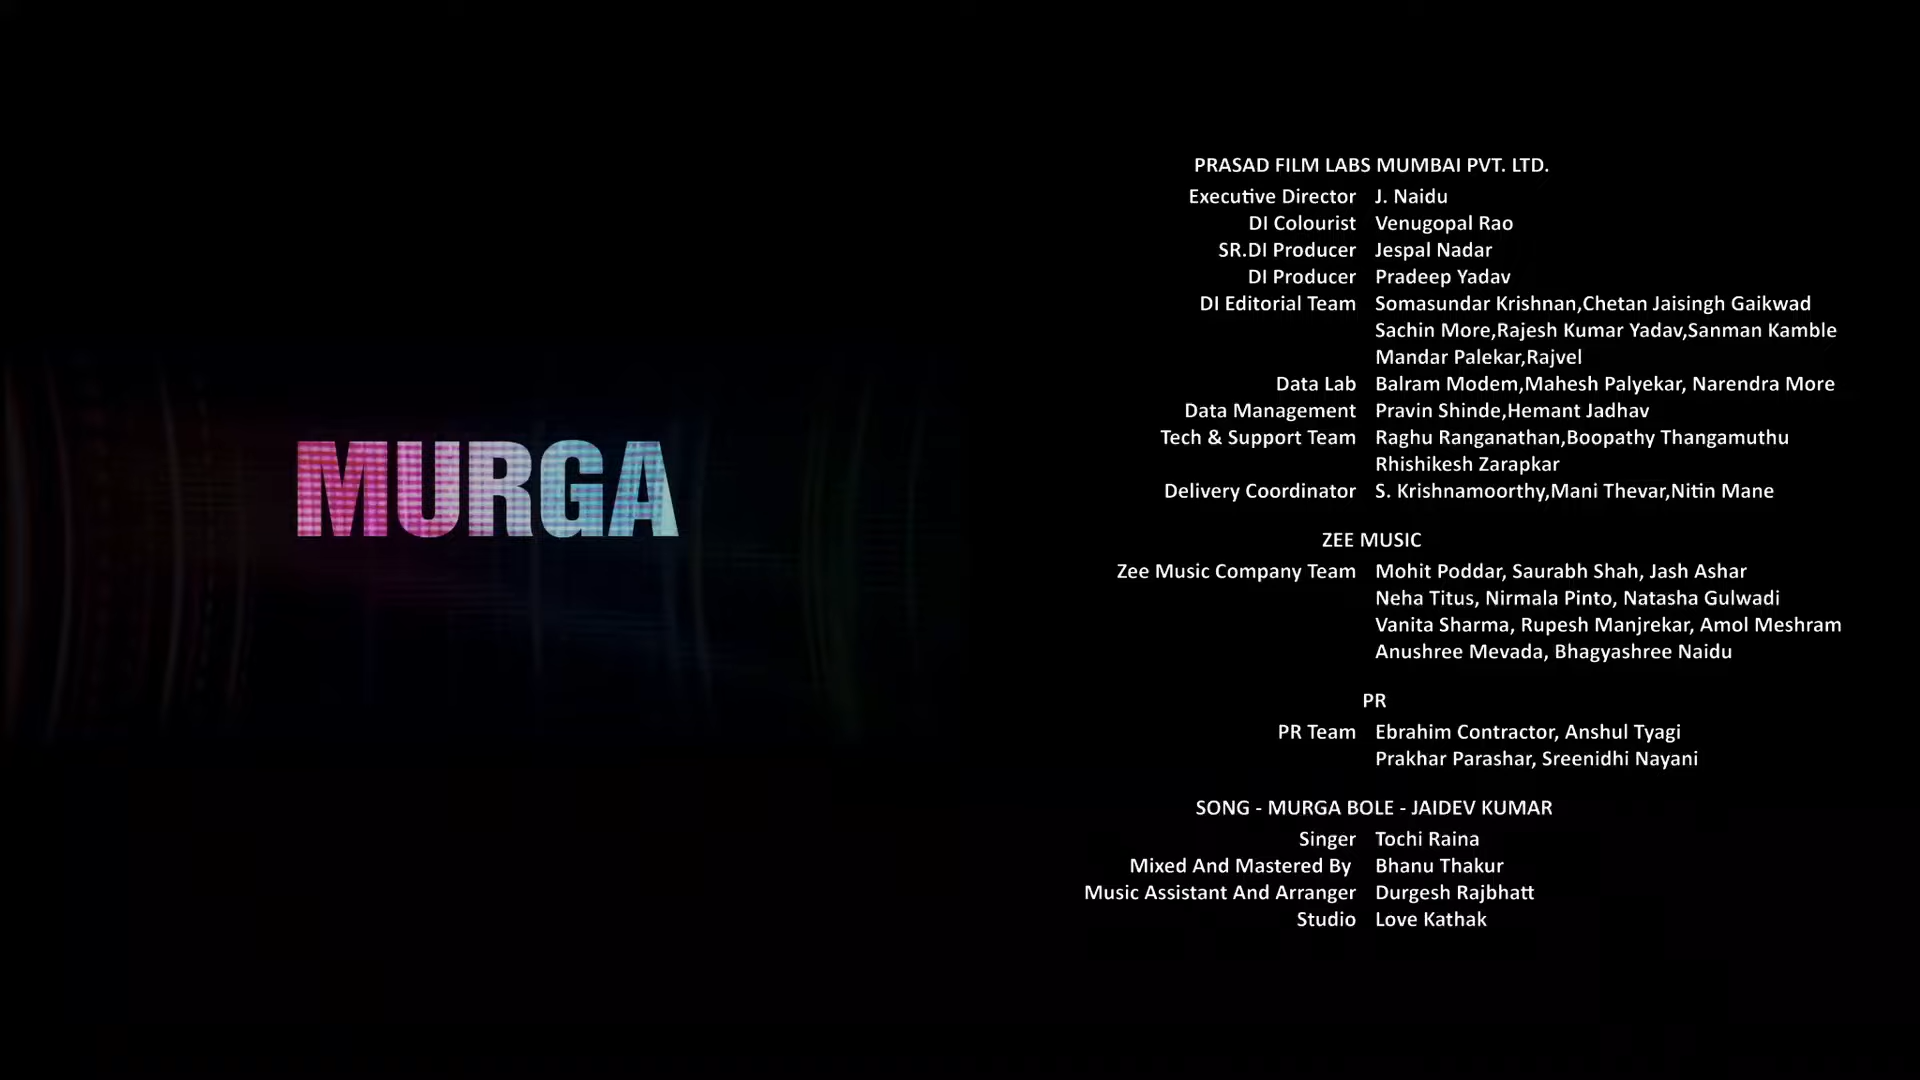 MURGA
PRASAD FILM LABS MUMBAI PVT. LTD.
Executive Director J. Naidu
DI Colourist Venugopal Rao
SR.DI Producer Jespal Nadar
DI Producer Pradeep Yadav
DI Editorial Team Somasundar Krishnan,Chetan Jaisingh Gaikwad
Sachin More,Rajesh Kumar Yadav,Sanman Kamble
Mandar Palekar,Rajvel
Data Lab Balram Modem,Mahesh Palyekar, Narendra More
Data Management Pravin Shinde,Hemant Jadhav
Tech & Support Team Raghu Ranganathan,Boopathy Thangamuthu
Rhishikesh Zarapkar
Delivery Coordinator S. Krishnamoorthy,Mani Thevar,Nitin Mane
ZEE MUSIC
Zee Music Company Team Mohit Poddar, Saurabh Shah, Jash Ashar
Neha Titus, Nirmala Pinto, Natasha Gulwadi
Vanita Sharma, Rupesh Manjrekar, Amol Meshram
Anushree Mevada, Bhagyashree Naidu
PR
PR Team Ebrahim Contractor, Anshul Tyagi
Prakhar Parashar, Sreenidhi Nayani
SONG - MURGA BOLE - JAIDEV KUMAR
Singer Tochi Raina
Mixed And Mastered By Bhanu Thakur
Music Assistant And Arranger Durgesh Rajbhatt
Studio Love Kathak